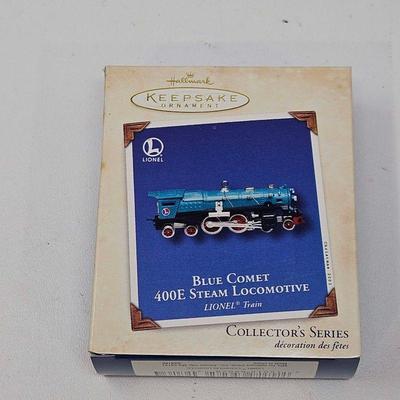 Hallmark
KEEPSAKE
ORNAMENT
L
LIONEL
BLUE COMET
400E STEAM LOCOMOTIVE
LIONEL® Train
COLLECTOR'S SERIES
décoration des fêtes